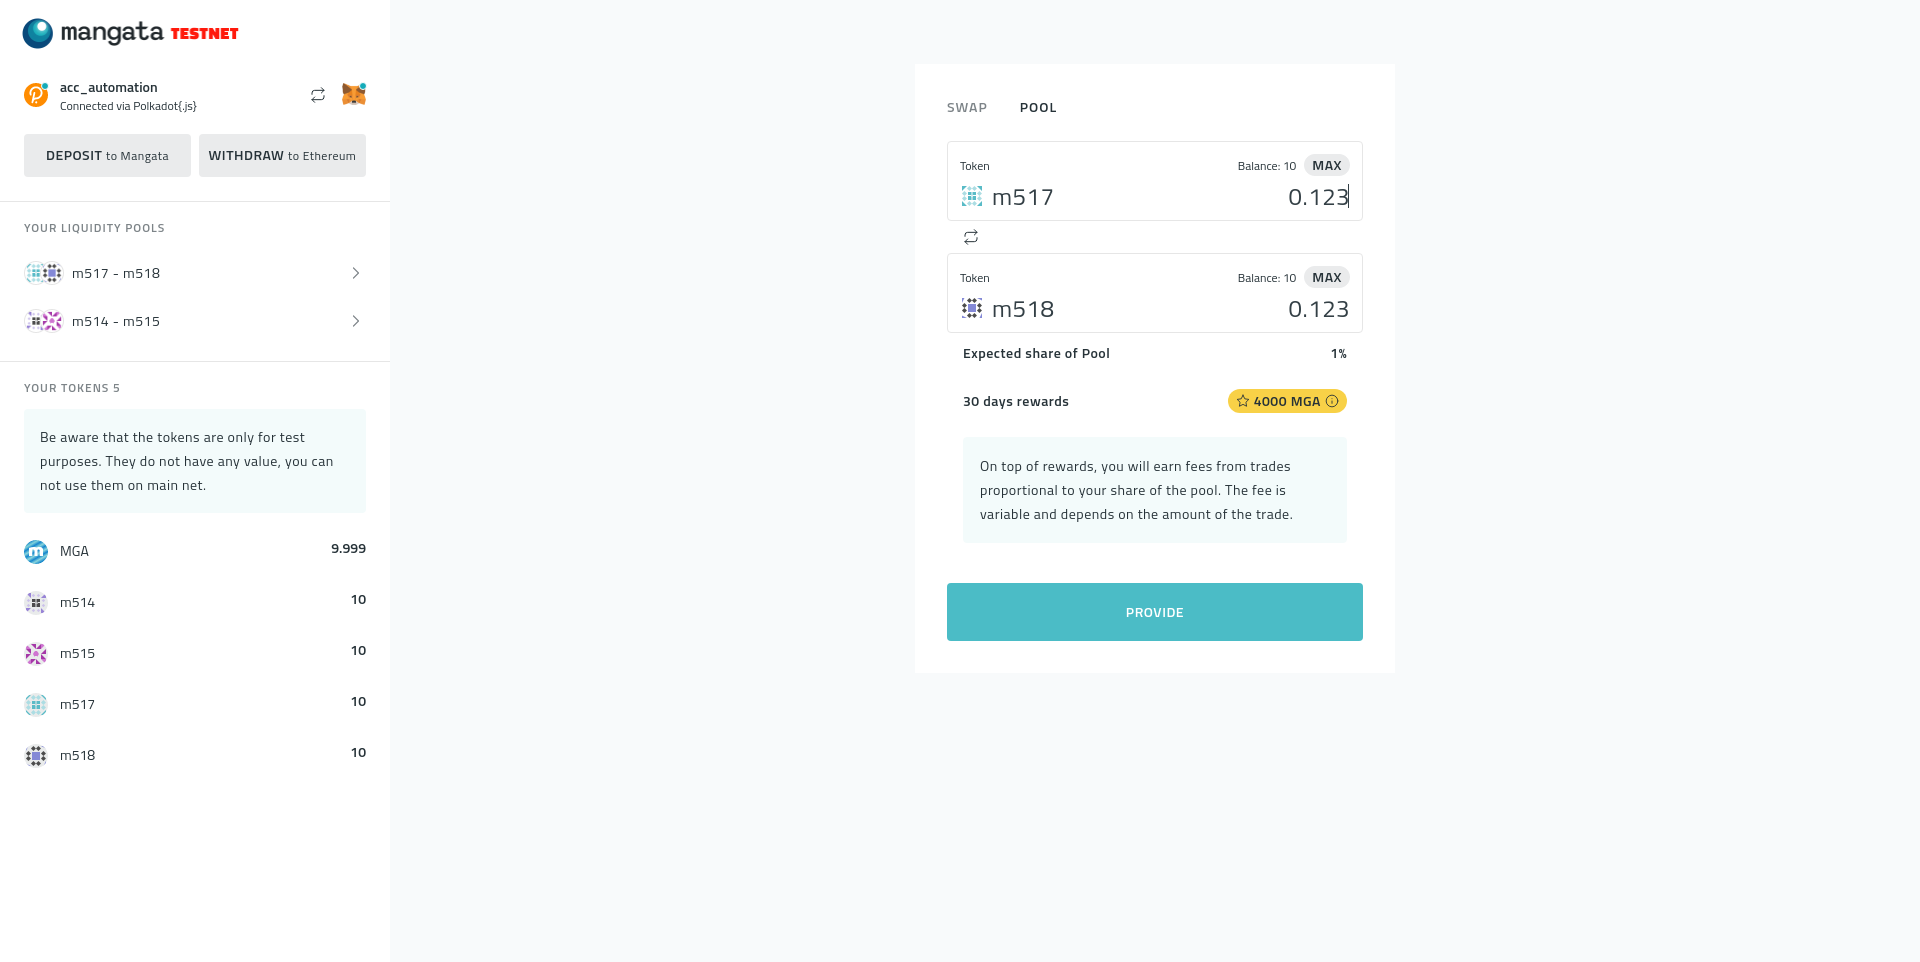 mangata TESTNET
acc_automation
Connected via Polkadot{.js}
DEPOSIT to Mangata
WITHDRAW to Ethereum
YOUR LIQUIDITY POOLS
m517 - m518
m514 - m515
YOUR TOKENS 5
Be aware that the tokens are only for test
purposes. They do not have any value, you can
not use them on main net.
MGA 9.999
m514 10
m515 10
m517 10
m518 10
SWAP POOL
Token Balance: 10 MAX
m517 0.123
Token Balance: 10 MAX
m518 0.123
Expected share of Pool 1%
30 days rewards 4000 MGA
On top of rewards, you will earn fees from trades
proportional to your share of the pool. The fee is
variable and depends on the amount of the trade.
PROVIDE